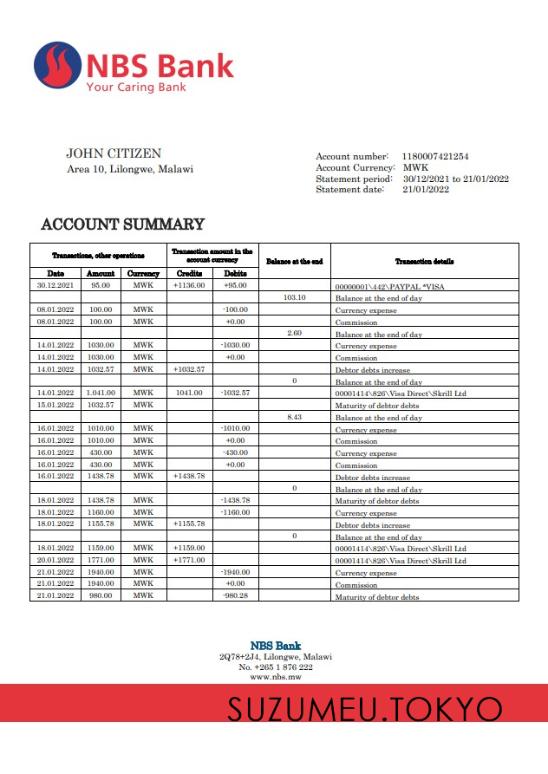 NBS Bank
Your Caring Bank
JOHN CITIZEN
Area 10, Lilongwe, Malawi
Account number: 1180007421254
Account Currency: MWK
Statement period: 30/12/2021 to 21/01/2022
Statement date: 21/01/2022
ACCOUNT SUMMARY
Transactions, other operations Transaction amount in the account currency Balance at the end Transaction details
Date Amount Currency Credits Debits
30.12.2021 95.00 MWK +1136.00 +95.00 00000001\442\PAYPAL *VISA
103.10 Balance at the end of day
08.01.2022 100.00 MWK -100.00 Currency expense
08.01.2022 100.00 MWK +0.00 Commission
2.60 Balance at the end of day
14.01.2022 1030.00 MWK -1030.00 Currency expense
14.01.2022 1030.00 MWK +0.00 Commission
14.01.2022 1032.57 MWK +1032.57 Debtor debts increase
0 Balance at the end of day
14.01.2022 1.041.00 MWK 1041.00 -1032.57 00001414\826\Visa Direct\Skrill Ltd
15.01.2022 1032.57 MWK Maturity of debtor debts
8.43 Balance at the end of day
16.01.2022 1010.00 MWK -1010.00 Currency expense
16.01.2022 1010.00 MWK +0.00 Commission
16.01.2022 430.00 MWK -430.00 Currency expense
16.01.2022 430.00 MWK +0.00 Commission
16.01.2022 1438.78 MWK +1438.78 Debtor debts increase
0 Balance at the end of day
18.01.2022 1438.78 MWK -1438.78 Maturity of debtor debts
18.01.2022 1160.00 MWK -1160.00 Currency expense
18.01.2022 1155.78 MWK +1155.78 Debtor debts increase
0 Balance at the end of day
18.01.2022 1159.00 MWK +1159.00 00001414\826\Visa Direct\Skrill Ltd
20.01.2022 1771.00 MWK +1771.00 00001414\826\Visa Direct\Skrill Ltd
21.01.2022 1940.00 MWK -1940.00 Currency expense
21.01.2022 1940.00 MWK +0.00 Commission
21.01.2022 980.00 MWK -980.28 Maturity of debtor debts
NBS Bank
2Q78+2J4, Lilongwe, Malawi
No. +265 1 876 222
www.nbs.mw
SUZUMEU.TOKYO